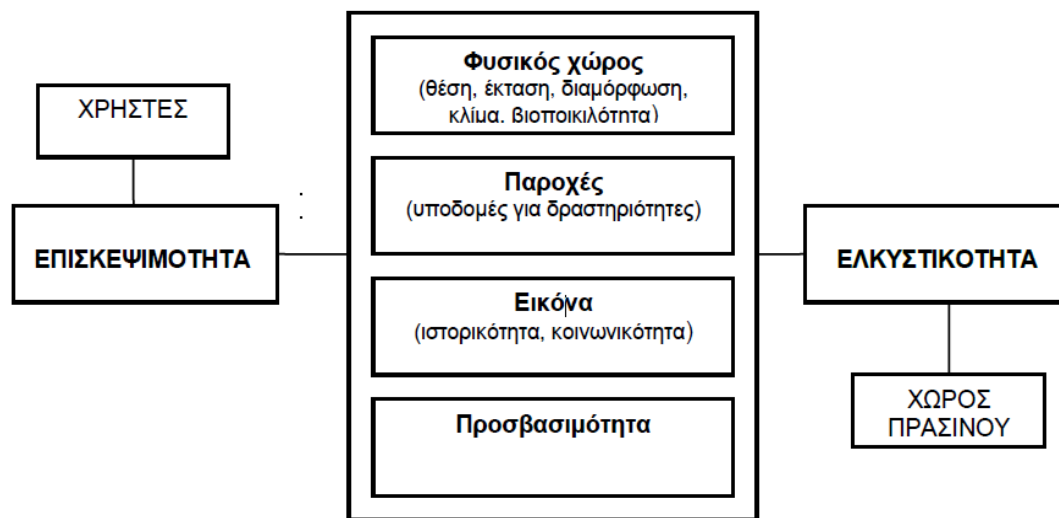 ΧΡΗΣΤΕΣ
ΕΠΙΣΚΕΨΙΜΟΤΗΤΑ
Φυσικός χώρος
(θέση, έκταση, διαμόρφωση,
κλίμα, βιοποικιλότητα)
Παροχές
(υποδομές για δραστηριότητες)
Εικόνα
(ιστορικότητα, κοινωνικότητα)
Προσβασιμότητα
ΕΛΚΥΣΤΙΚΟΤΗΤΑ
ΧΩΡΟΣ
ΠΡΑΣΙΝΟΥ